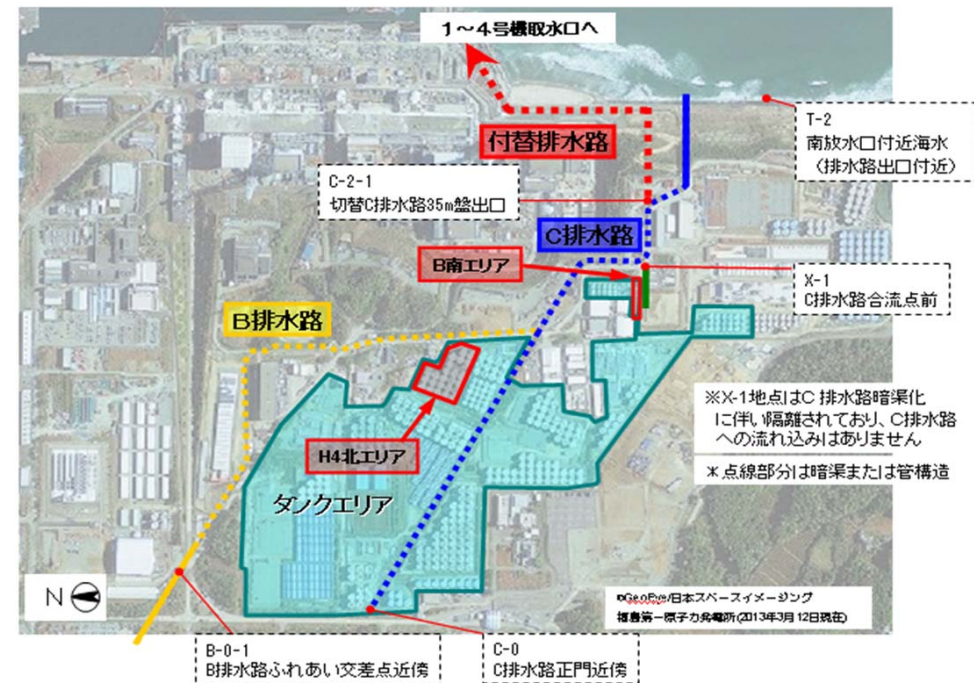 1～4号機取水口へ
T-2
南放水口付近海水
(排水路出口付近)
付替排水路
C-2-1
切替C排水路35m盤出口
C排水路
B南エリア
X-1
C排水路合流点前
B排水路
※X-1地点はC 排水路暗渠化
に伴い隔離されており、C排水路
への流れ込みはありません
H4北エリア
＊点線部分は暗渠または管構造
タンクエリア
N
©GeoEye/日本スペースイメージング
福島第一原子力発電所(2013年3月12日現在)
B-0-1
B排水路ふれあい交差点近傍
C-0
C排水路正門近傍